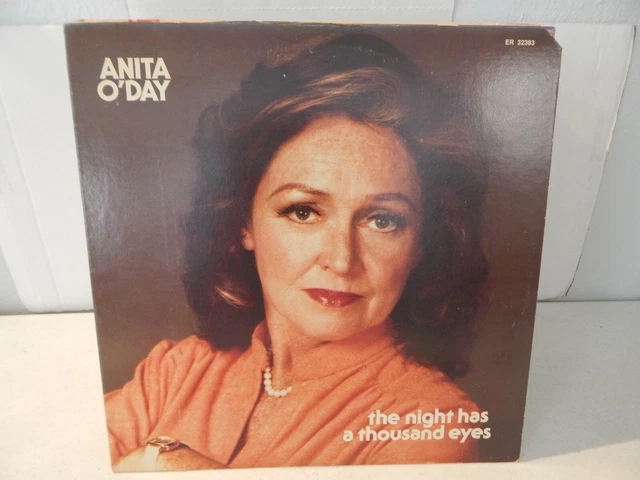 ANITA
O'DAY
ER 32383
the night has
a thousand eyes